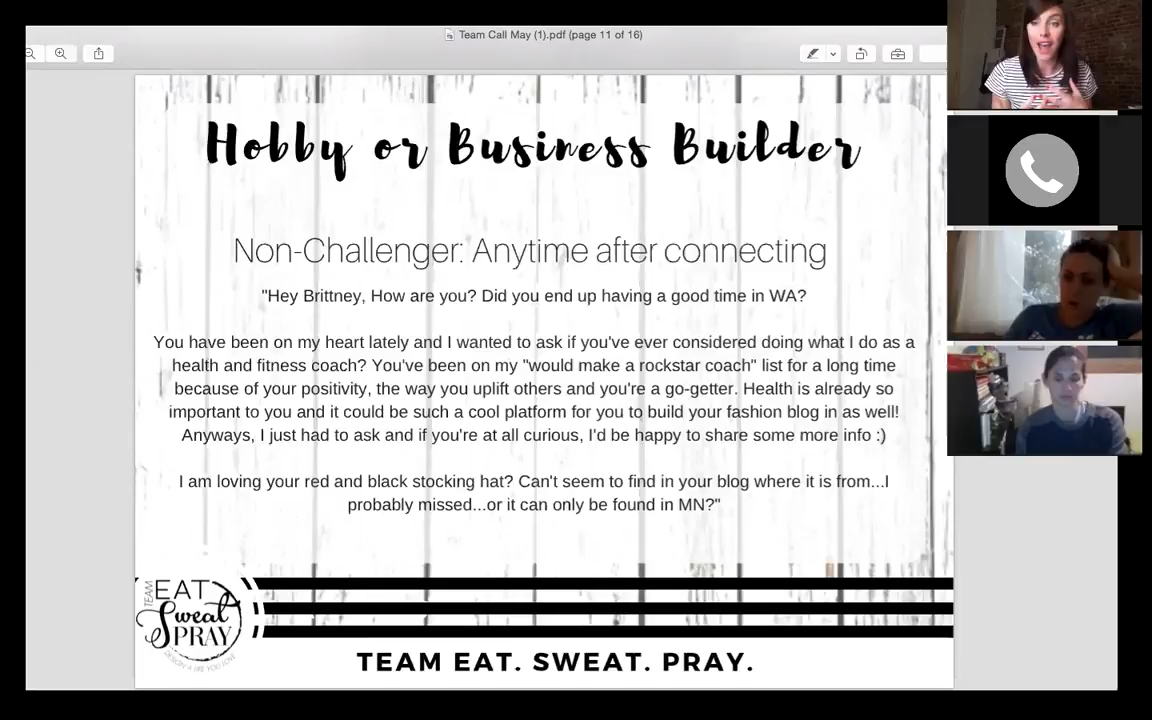 Team Call May (1).pdf (page 11 of 16)
Hobby or Business Builder
Non-Challenger: Anytime after connecting
"Hey Brittney, How are you? Did you end up having a good time in WA?
You have been on my heart lately and I wanted to ask if you've ever considered doing what I do as a
health and fitness coach? You've been on my "would make a rockstar coach" list for a long time
because of your positivity, the way you uplift others and you're a go-getter. Health is already so
important to you and it could be such a cool platform for you to build your fashion blog in as well!
Anyways, I just had to ask and if you're at all curious, I'd be happy to share some more info :)
I am loving your red and black stocking hat? Can't seem to find in your blog where it is from...I
probably missed...or it can only be found in MN?"
TEAM
EAT
Sweat
PRAY
DESIGN A LIFE YOU LOVE
TEAM EAT. SWEAT. PRAY.